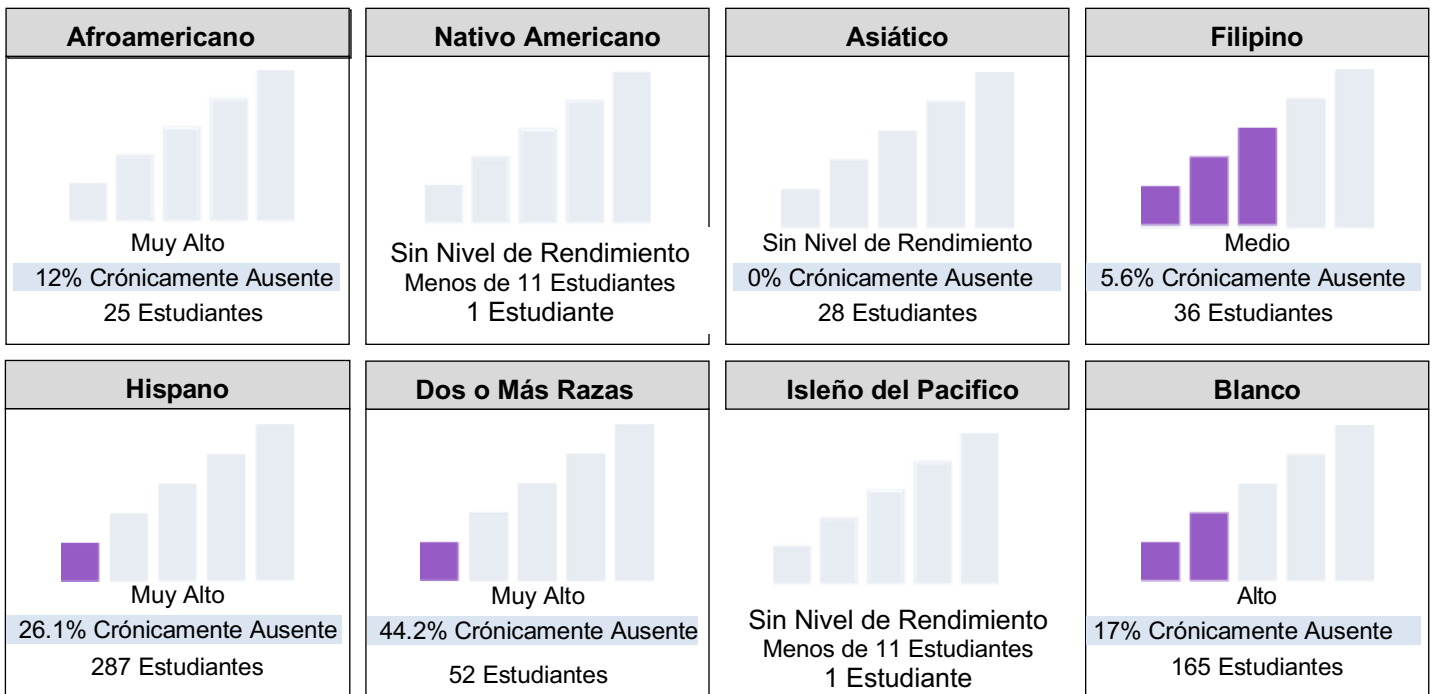 Afroamericano
Muy Alto
12% Crónicamente Ausente
25 Estudiantes
Nativo Americano
Sin Nivel de Rendimiento
Menos de 11 Estudiantes
1 Estudiante
Asiático
Sin Nivel de Rendimiento
0% Crónicamente Ausente
28 Estudiantes
Filipino
Medio
5.6% Crónicamente Ausente
36 Estudiantes
Hispano
Muy Alto
26.1% Crónicamente Ausente
287 Estudiantes
Dos o Más Razas
Muy Alto
44.2% Crónicamente Ausente
52 Estudiantes
Isleño del Pacifico
Sin Nivel de Rendimiento
Menos de 11 Estudiantes
1 Estudiante
Blanco
Alto
17% Crónicamente Ausente
165 Estudiantes